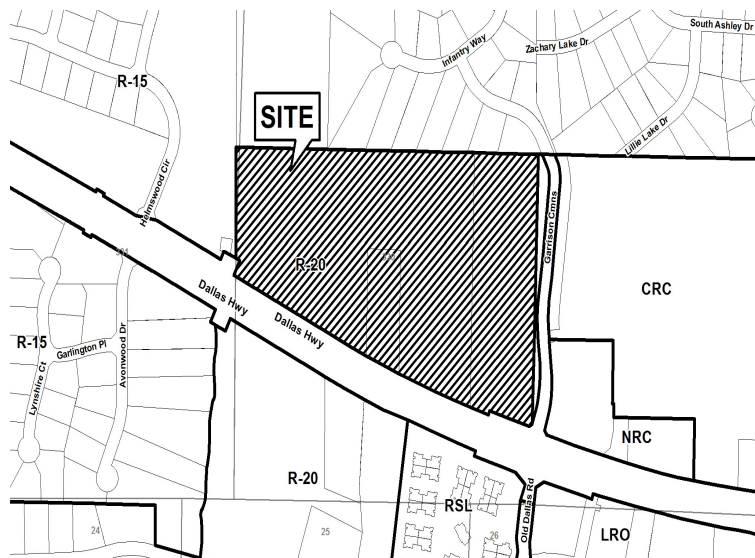 South Ashley Dr
Zachary Lake Dr
Infantry Way
R-15
SITE
Lillie Lake Dr
Helmswood Cir
Garrison Cmns
R-20
CRC
Dallas Hwy
Dallas Hwy
R-15
Garlington Pl
Avonwood Dr
Lynshire Ct
NRC
R-20
RSL
Old Dallas Rd
LRO
24
25
26